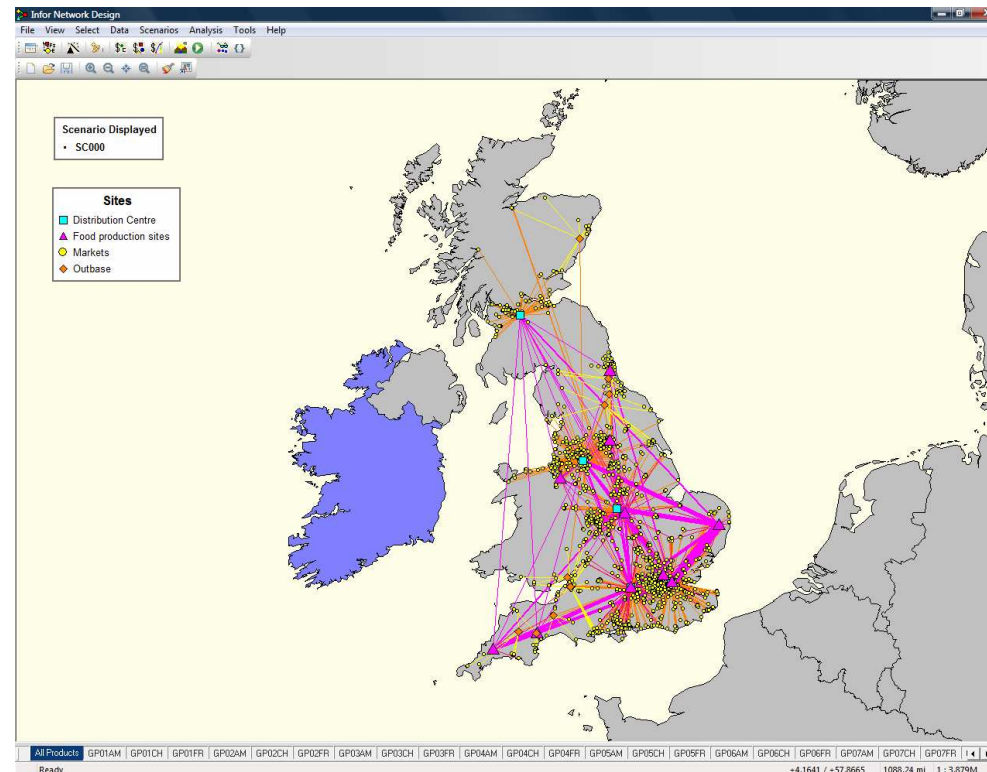 Infor Network Design
File View Select Data Scenarios Analysis Tools Help
Scenario Displayed
• SC000
Sites
Distribution Centre
Food production sites
Markets
Outbase
All Products GP01AM GP01CH GP01FR GP02AM GP02CH GP02FR GP03AM GP03CH GP03FR GP04AM GP04CH GP04FR GP05AM GP05CH GP05FR GP06AM GP06CH GP06FR GP07AM GP07CH GP07FR
Ready +4.1641 / +57.8665 1088.24 mi 1 : 3.879M